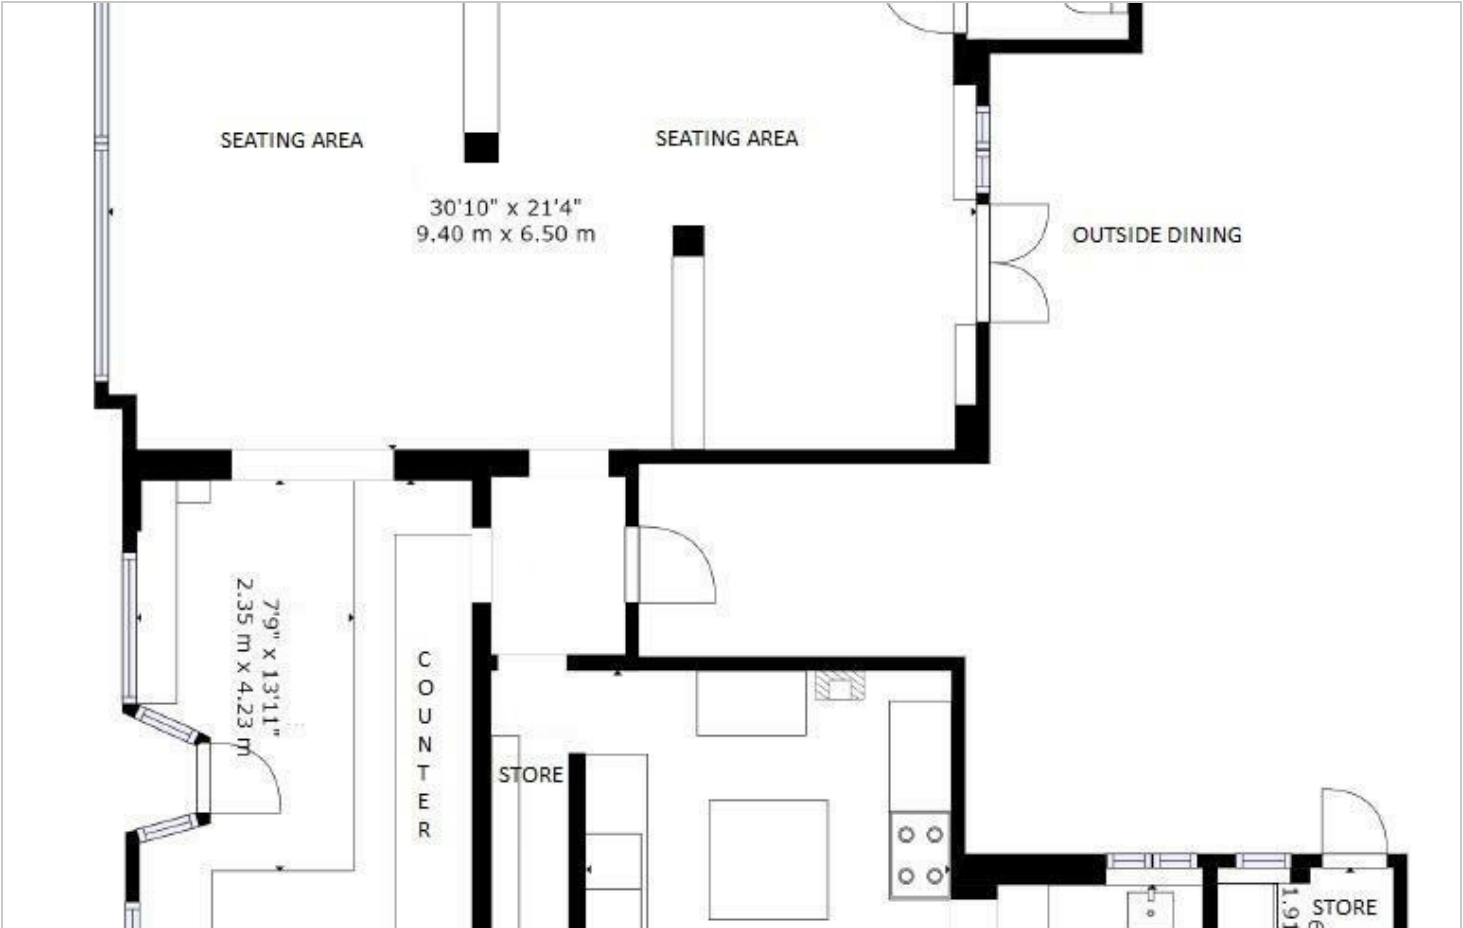 SEATING AREA
SEATING AREA
30'10" x 21'4"
9.40 m x 6.50 m
OUTSIDE DINING
7'9" x 13'11"
2.35 m x 4.23 m
COUNTER
STORE
STORE